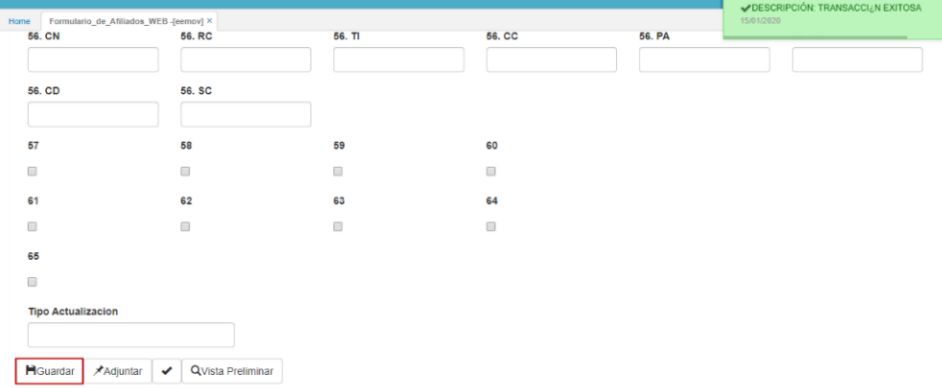 ✔DESCRIPCIÓN: TRANSACCI¿N EXITOSA
15/01/2020
Home Formulario_de_Afiliados_WEB -[eemov] ×
56. CN 56. RC 56. TI 56. CC 56. PA
56. CD 56. SC
57 58 59 60
61 62 63 64
65
Tipo Actualizacion
Guardar Adjuntar ✔ Vista Preliminar